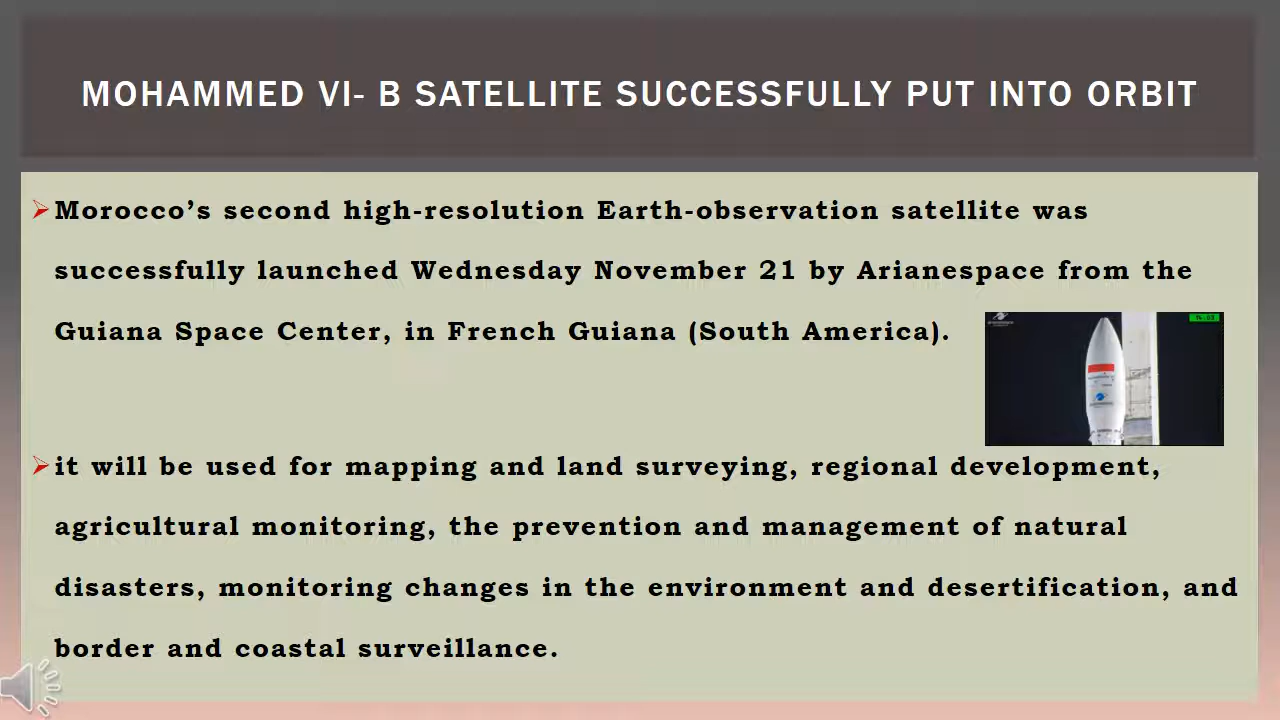 MOHAMMED VI- B SATELLITE SUCCESSFULLY PUT INTO ORBIT
Morocco’s second high-resolution Earth-observation satellite was
successfully launched Wednesday November 21 by Arianespace from the
Guiana Space Center, in French Guiana (South America).
it will be used for mapping and land surveying, regional development,
agricultural monitoring, the prevention and management of natural
disasters, monitoring changes in the environment and desertification, and
border and coastal surveillance.